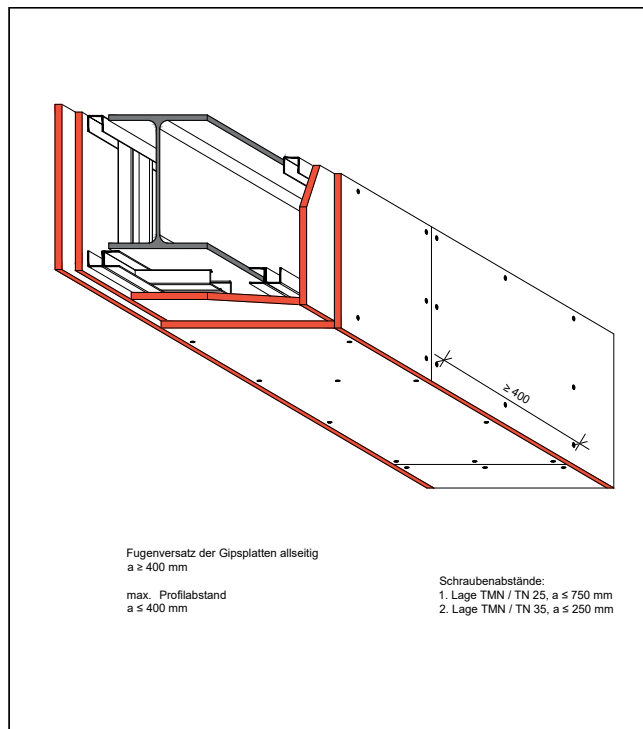 ≥ 400
Fugenversatz der Gipsplatten allseitig
a ≥ 400 mm
max. Profilabstand
a ≤ 400 mm
Schraubenabstände:
1. Lage TMN / TN 25, a ≤ 750 mm
2. Lage TMN / TN 35, a ≤ 250 mm